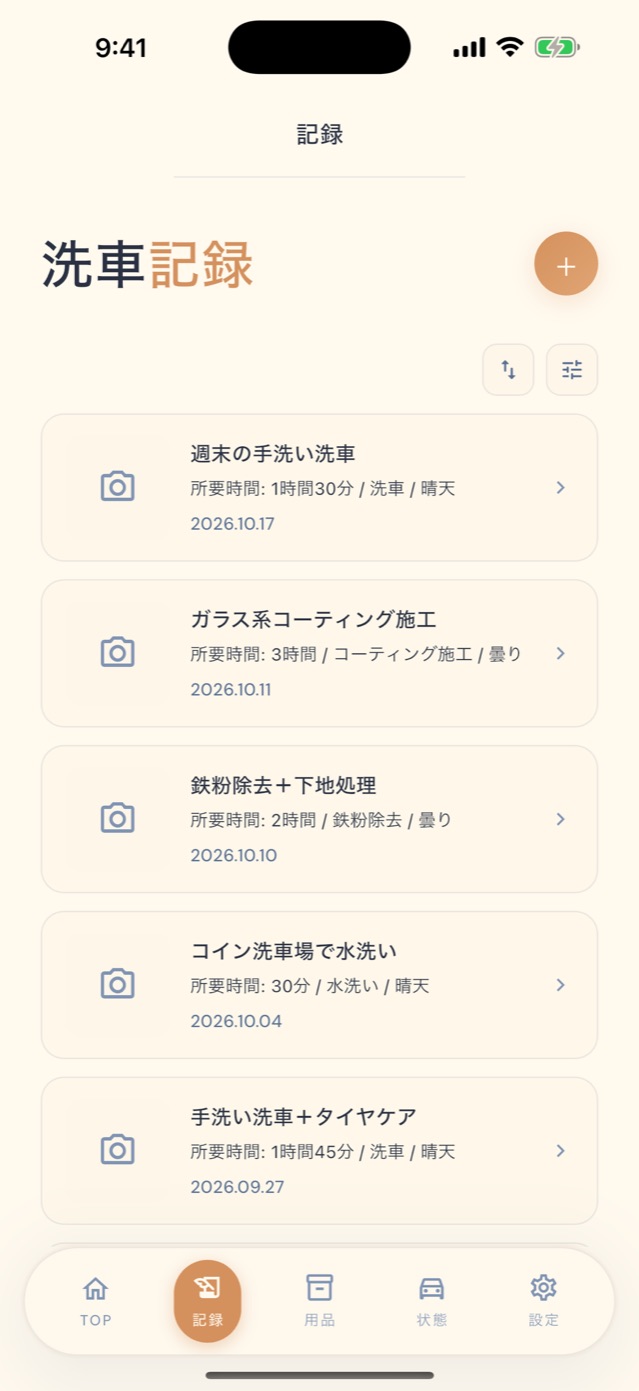 9:41
記録
洗車記録
+
週末の手洗い洗車
所要時間: 1時間30分 / 洗車 / 晴天
2026.10.17
ガラス系コーティング施工
所要時間: 3時間 / コーティング施工 / 曇り
2026.10.11
鉄粉除去＋下地処理
所要時間: 2時間 / 鉄粉除去 / 曇り
2026.10.10
コイン洗車場で水洗い
所要時間: 30分 / 水洗い / 晴天
2026.10.04
手洗い洗車＋タイヤケア
所要時間: 1時間45分 / 洗車 / 晴天
2026.09.27
TOP 記録 用品 状態 設定